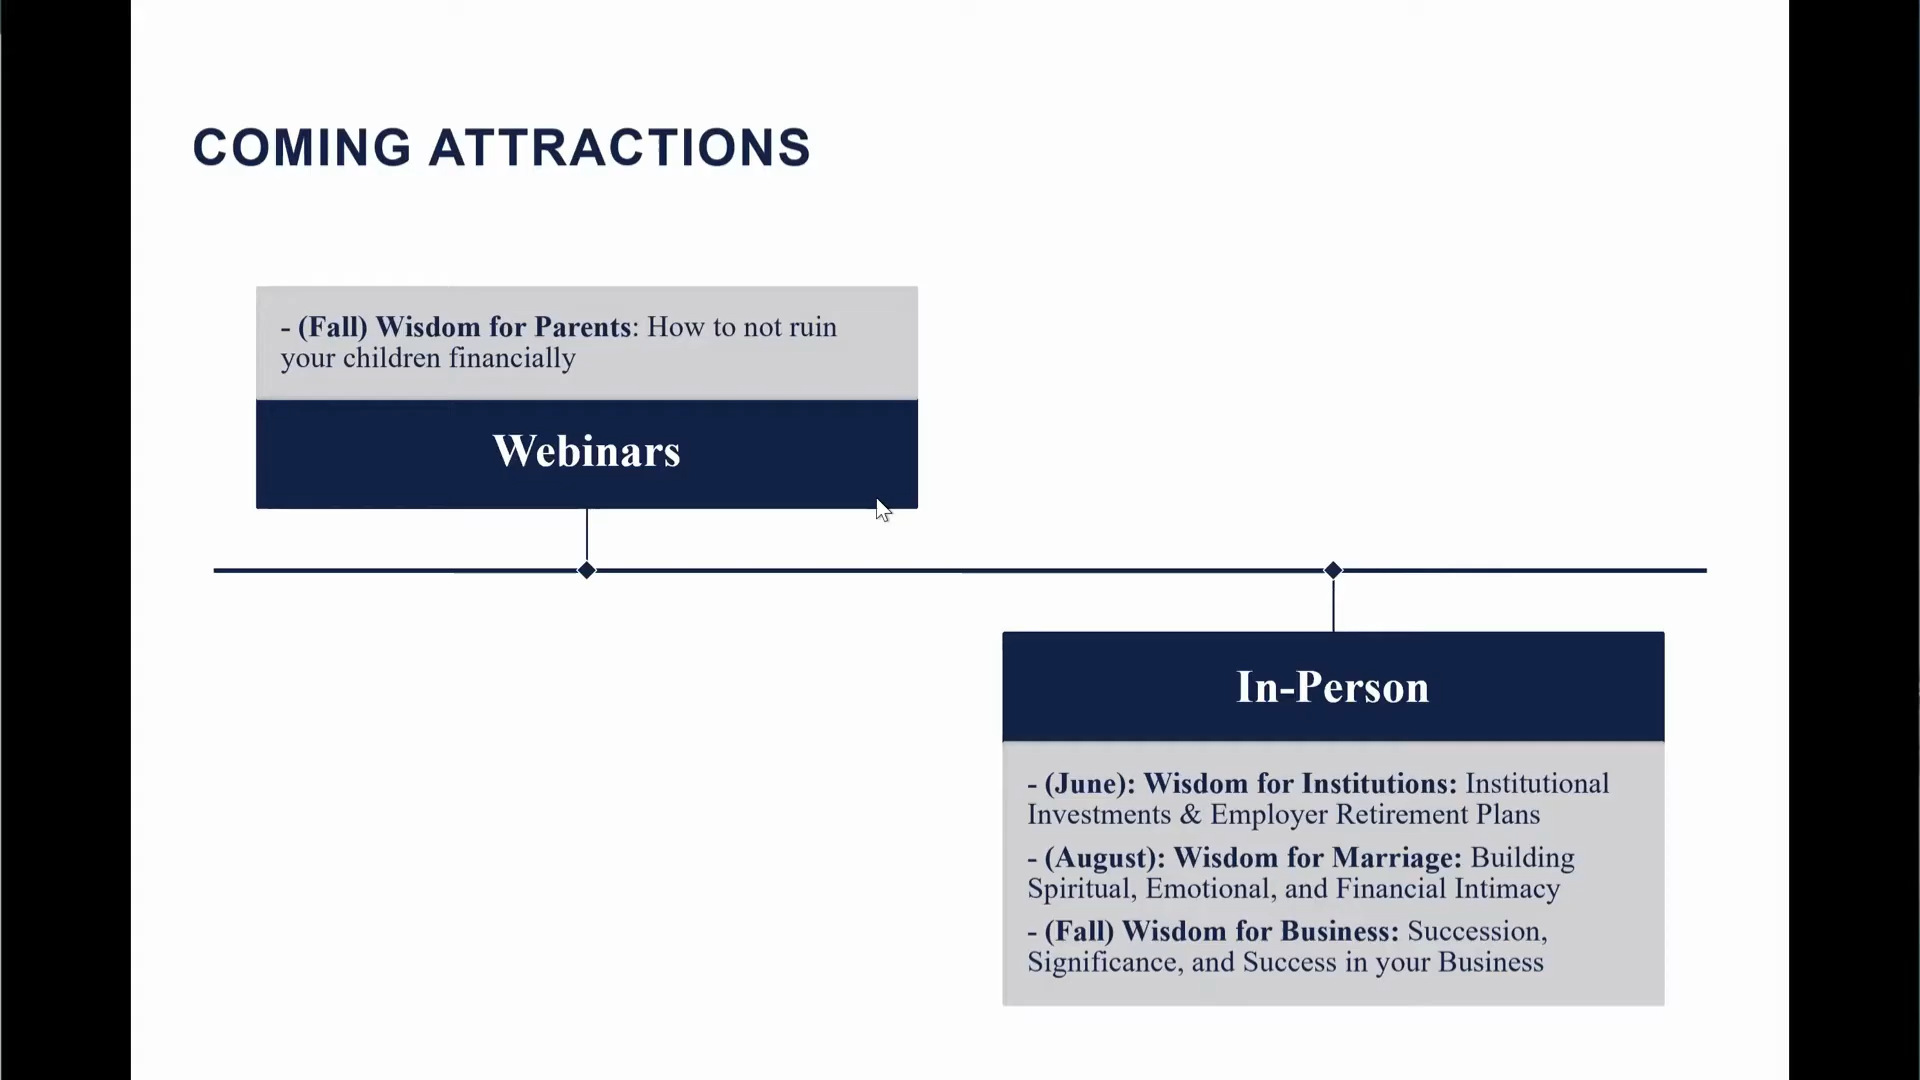 COMING ATTRACTIONS
- (Fall) Wisdom for Parents: How to not ruin
your children financially
Webinars
In-Person
- (June): Wisdom for Institutions: Institutional
Investments & Employer Retirement Plans
- (August): Wisdom for Marriage: Building
Spiritual, Emotional, and Financial Intimacy
- (Fall) Wisdom for Business: Succession,
Significance, and Success in your Business